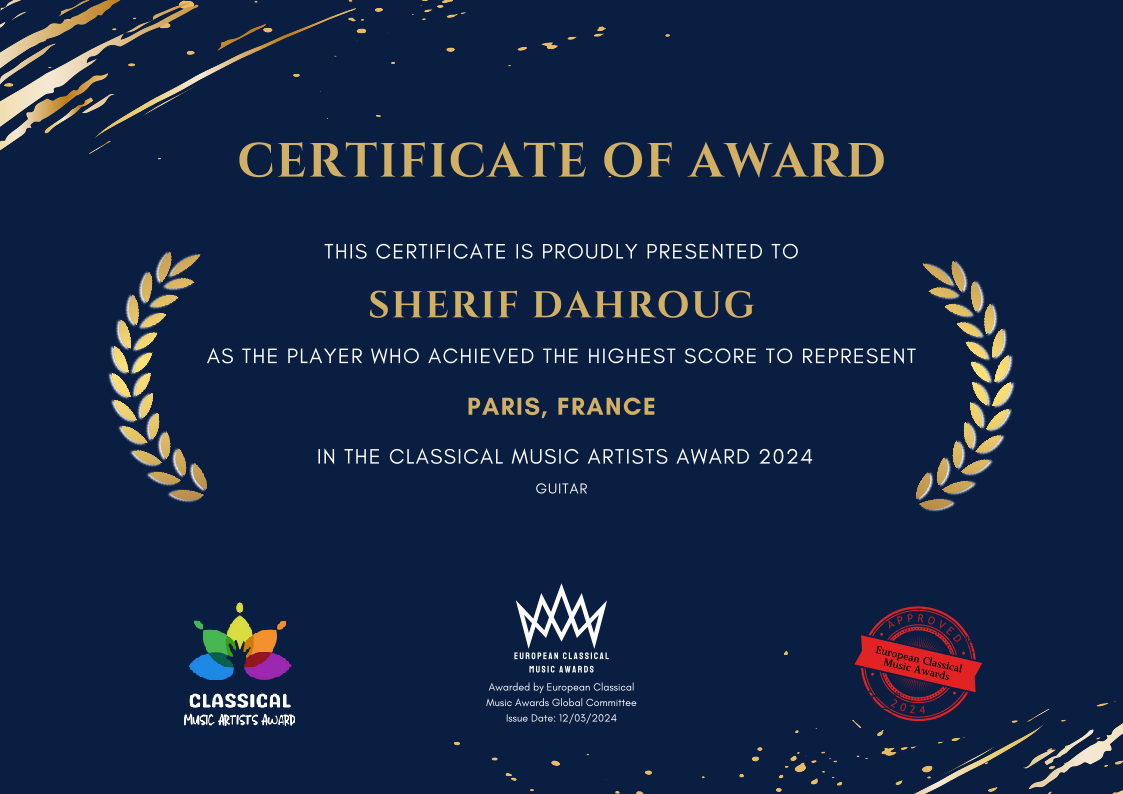 CERTIFICATE OF AWARD
THIS CERTIFICATE IS PROUDLY PRESENTED TO
SHERIF DAHROUG
AS THE PLAYER WHO ACHIEVED THE HIGHEST SCORE TO REPRESENT
PARIS, FRANCE
IN THE CLASSICAL MUSIC ARTISTS AWARD 2024
GUITAR
CLASSICAL
MUSIC ARTISTS AWARD
EUROPEAN CLASSICAL
MUSIC AWARDS
Awarded by European Classical
Music Awards Global Committee
Issue Date: 12/03/2024
APPROVED
European Classical
Music Awards
2024